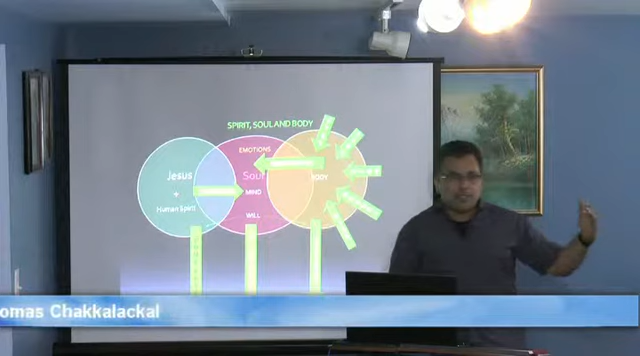 SPIRIT, SOUL AND BODY
EMOTIONS
Jesus
Soul
+
MIND
BODY
Human Spirit
WILL
omas Chakkalackal